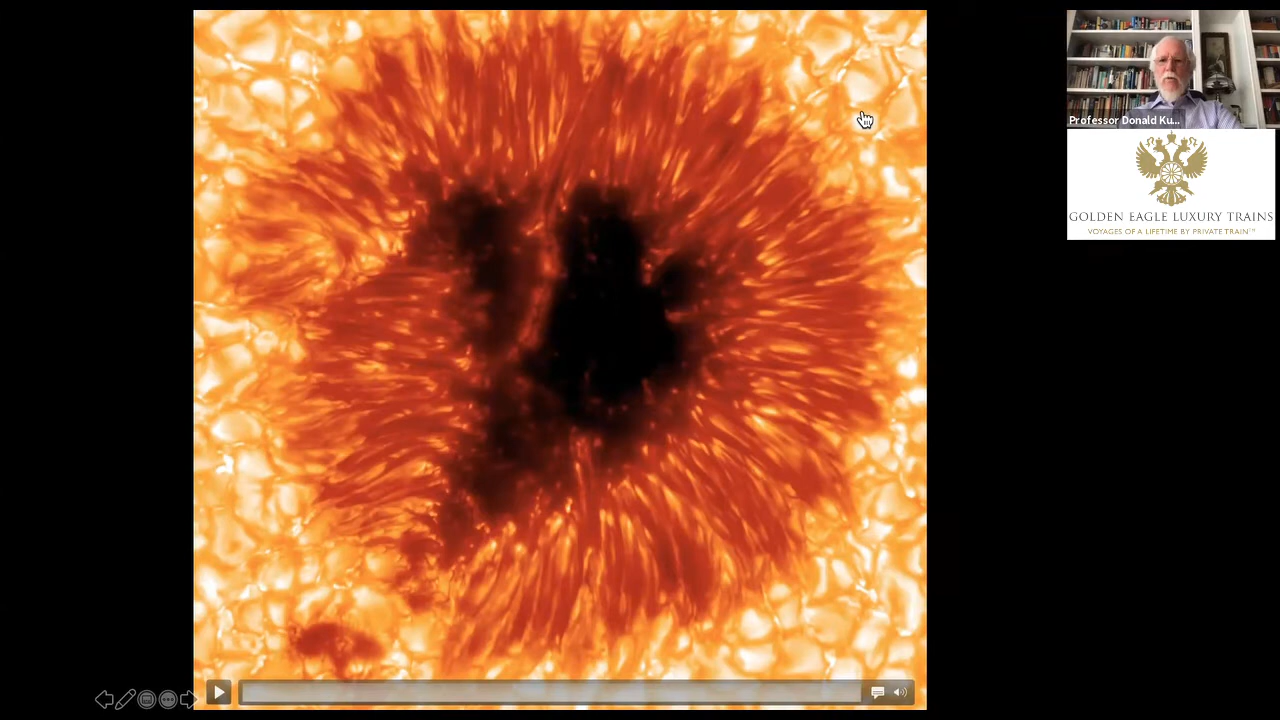 Professor Donald Ku...
GOLDEN EAGLE LUXURY TRAINS
VOYAGES OF A LIFETIME BY PRIVATE TRAIN™